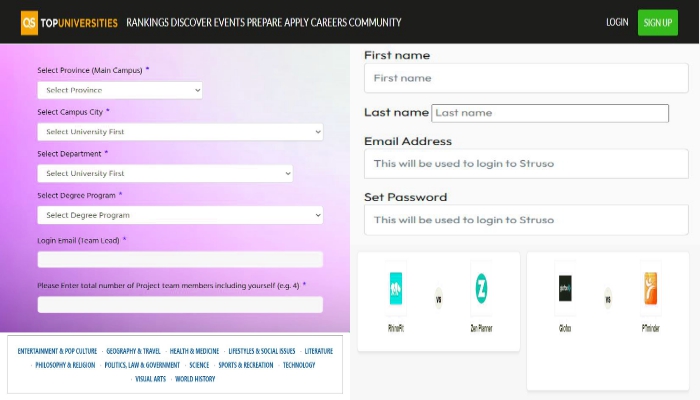 QS TOPUNIVERSITIES RANKINGS DISCOVER EVENTS PREPARE APPLY CAREERS COMMUNITY LOGIN SIGN UP
Select Province (Main Campus) *
Select Province
Select Campus City *
Select University First
Select Department *
Select University First
Select Degree Program *
Select Degree Program
Login Email (Team Lead) *
Please Enter total number of Project team members including yourself (e.g. 4) *
ENTERTAINMENT & POP CULTURE · GEOGRAPHY & TRAVEL · HEALTH & MEDICINE · LIFESTYLES & SOCIAL ISSUES · LITERATURE
· PHILOSOPHY & RELIGION · POLITICS, LAW & GOVERNMENT · SCIENCE · SPORTS & RECREATION · TECHNOLOGY
· VISUAL ARTS · WORLD HISTORY
First name
First name
Last name Last name
Email Address
This will be used to login to Struso
Set Password
This will be used to login to Struso
VS
RhinoFit Zen Planner
VS
Glofox PTminder